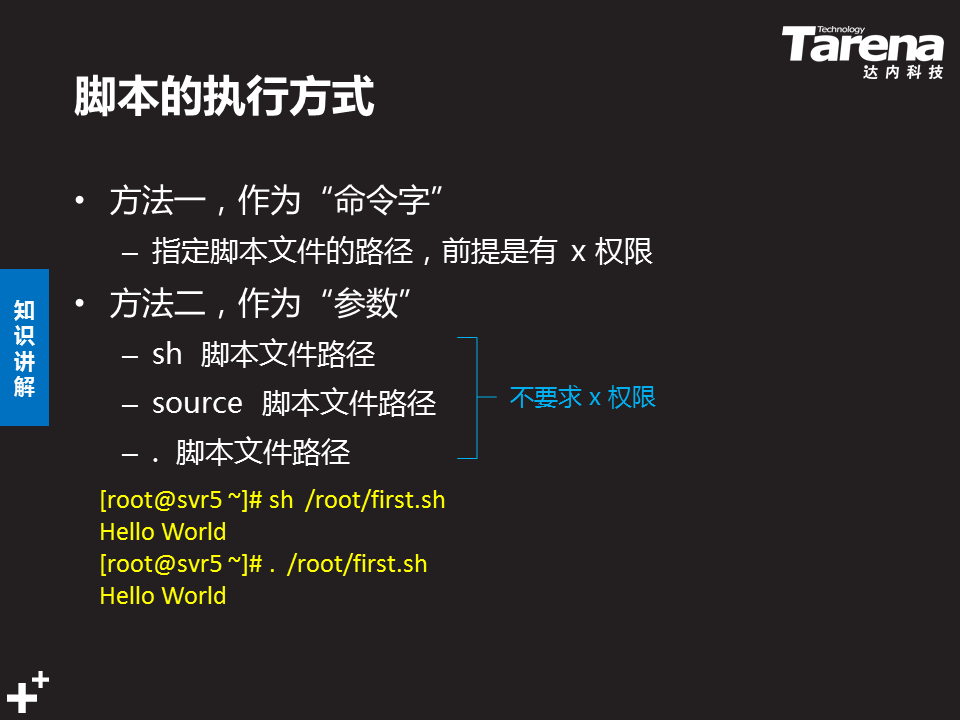 Technology
Tarena
达内科技
脚本的执行方式
• 方法一，作为“命令字”
– 指定脚本文件的路径，前提是有 x 权限
• 方法二，作为“参数”
– sh 脚本文件路径
– source 脚本文件路径
– . 脚本文件路径
不要求 x 权限
知识讲解
[root@svr5 ~]# sh /root/first.sh
Hello World
[root@svr5 ~]# . /root/first.sh
Hello World